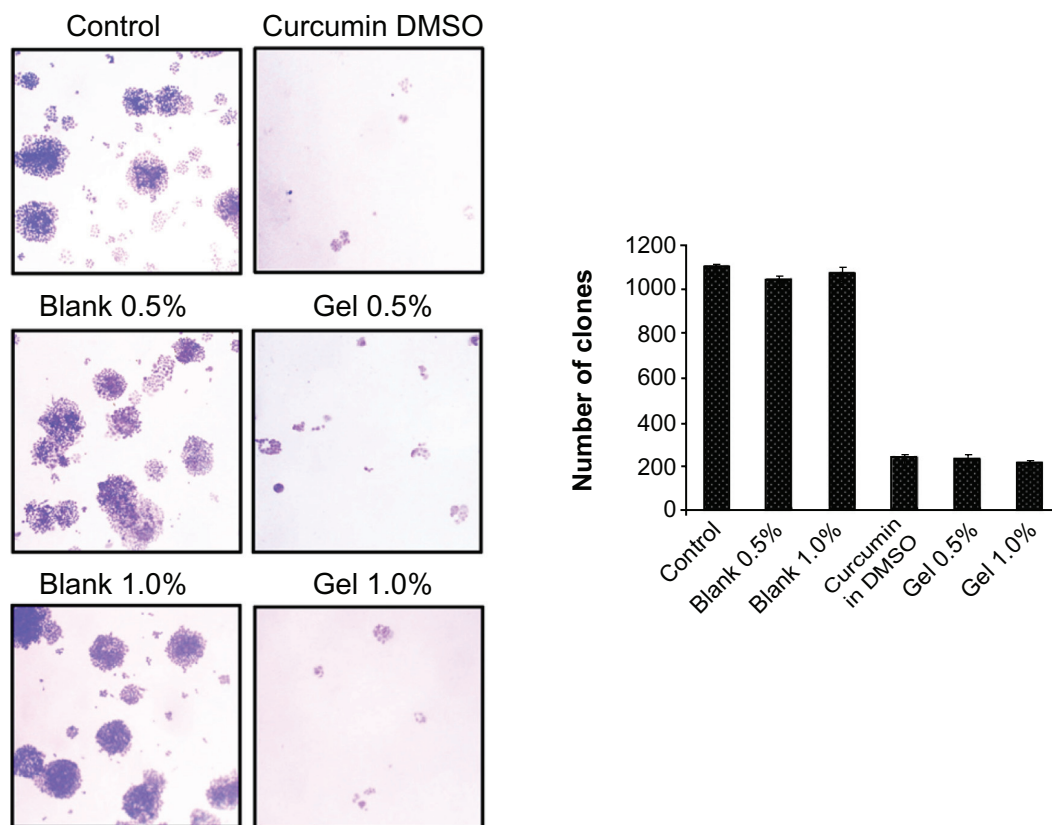 Control
Curcumin DMSO
Blank 0.5%
Gel 0.5%
Blank 1.0%
Gel 1.0%
Number of clones
1200
1000
800
600
400
200
0
Control
Blank 0.5%
Blank 1.0%
Curcumin
in DMSO
Gel 0.5%
Gel 1.0%